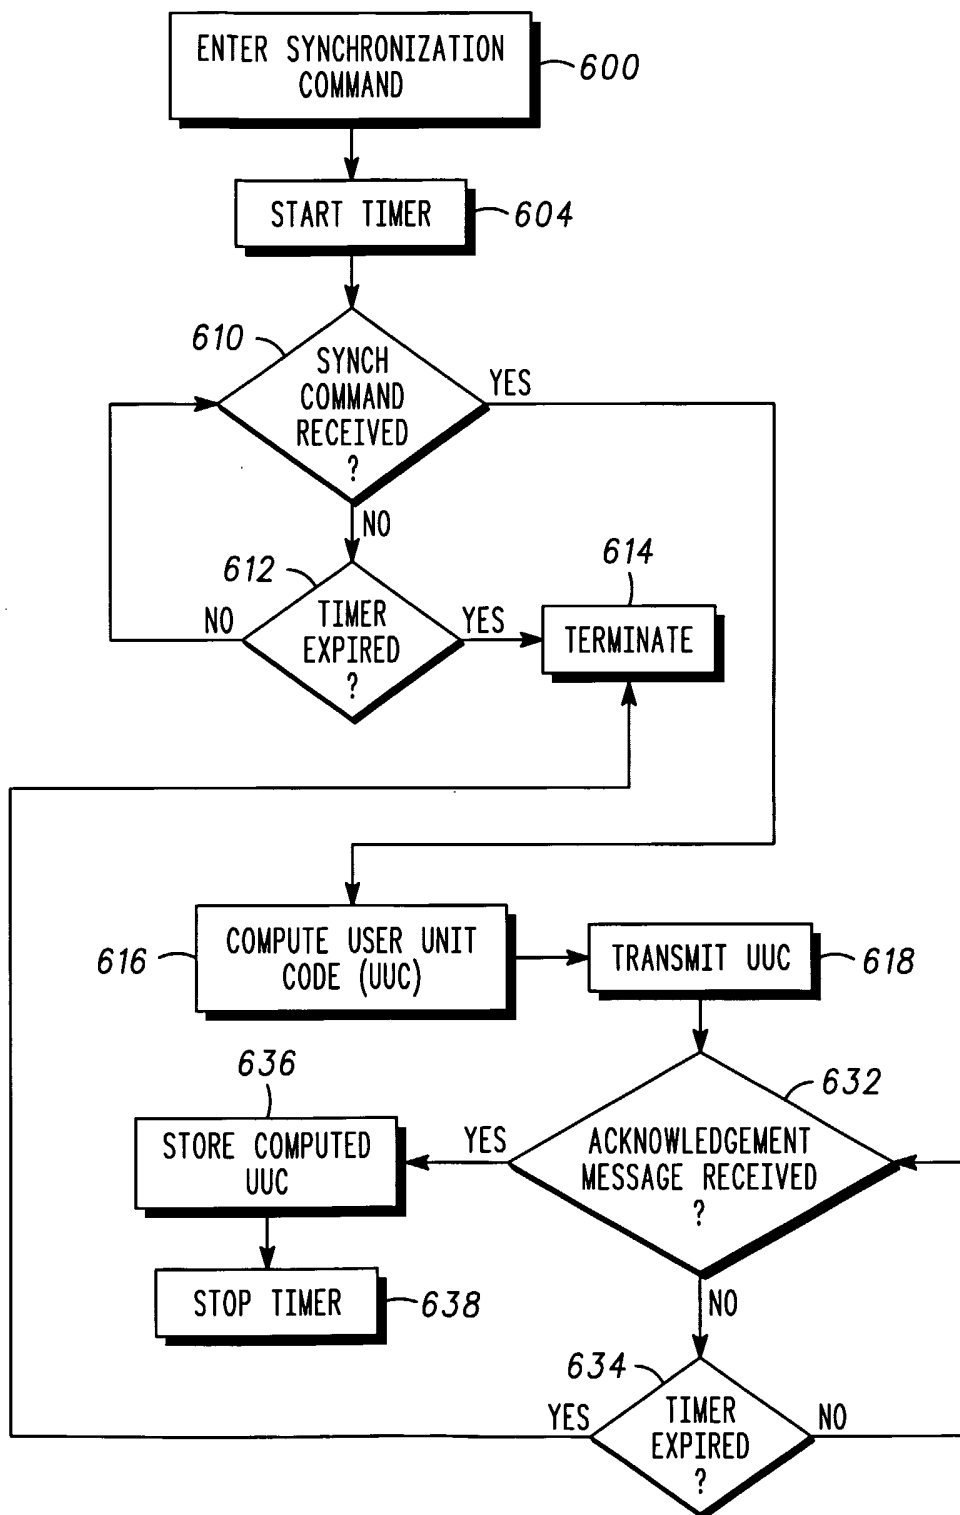 ENTER SYNCHRONIZATION
COMMAND
600
START TIMER
604
610
SYNCH
COMMAND
RECEIVED
?
YES
NO
612
TIMER
EXPIRED
?
NO
YES
614
TERMINATE
616
COMPUTE USER UNIT
CODE (UUC)
TRANSMIT UUC
618
632
ACKNOWLEDGEMENT
MESSAGE RECEIVED
?
YES
NO
636
STORE COMPUTED
UUC
STOP TIMER
638
634
TIMER
EXPIRED
?
YES
NO